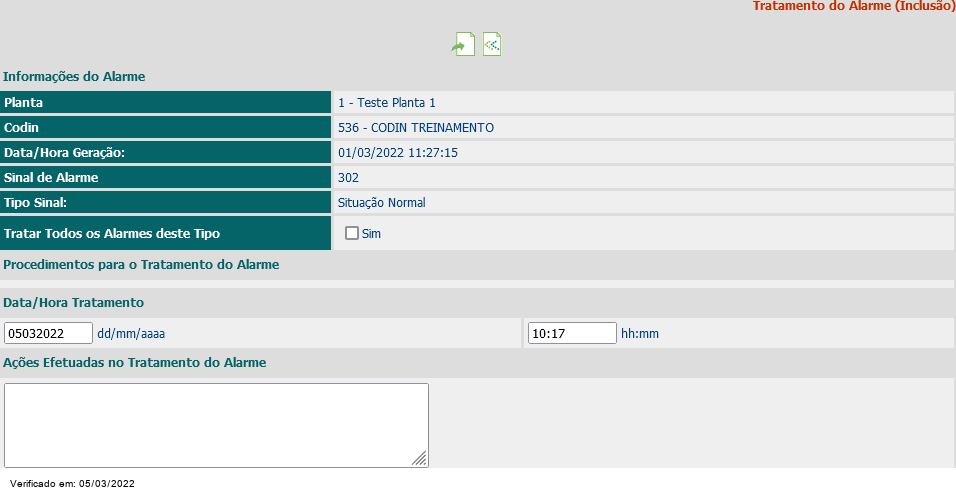 Tratamento do Alarme (Inclusão)
Informações do Alarme
Planta 1 - Teste Planta 1
Codin 536 - CODIN TREINAMENTO
Data/Hora Geração: 01/03/2022 11:27:15
Sinal de Alarme 302
Tipo Sinal: Situação Normal
Tratar Todos os Alarmes deste Tipo Sim
Procedimentos para o Tratamento do Alarme
Data/Hora Tratamento
05032022 dd/mm/aaaa 10:17 hh:mm
Ações Efetuadas no Tratamento do Alarme
Verificado em: 05/03/2022